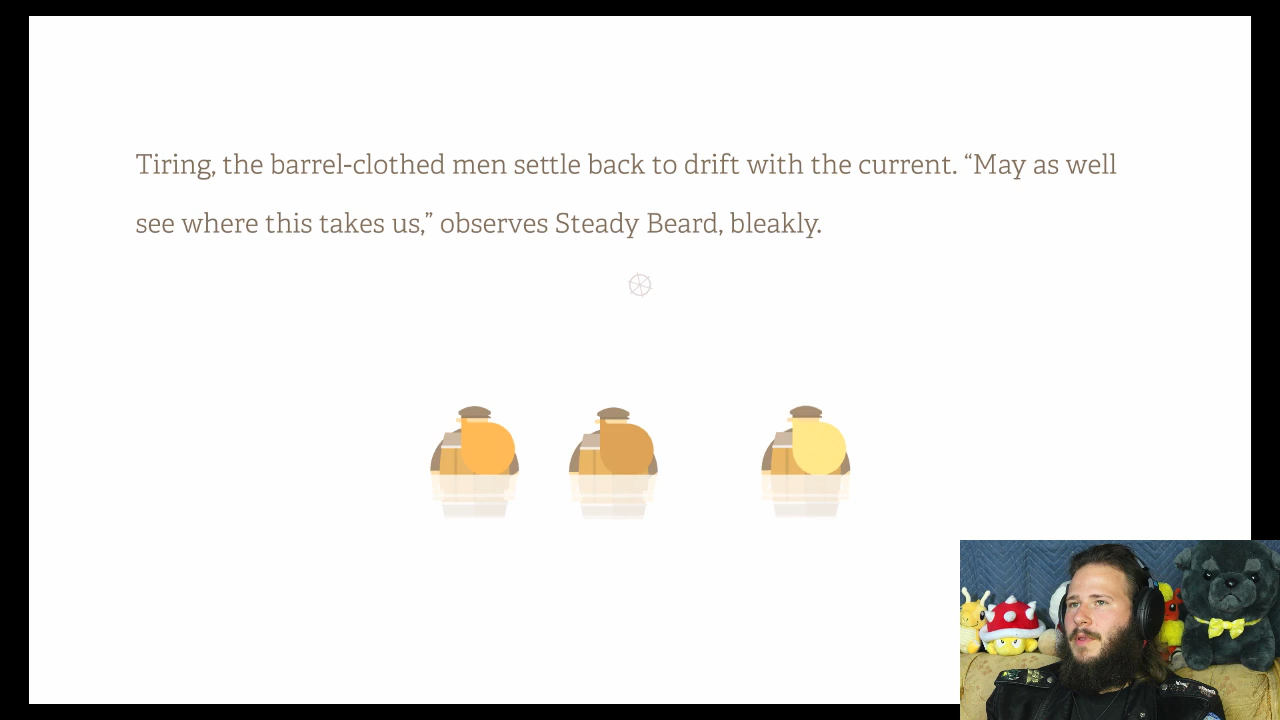 Tiring, the barrel-clothed men settle back to drift with the current. “May as well
see where this takes us,” observes Steady Beard, bleakly.